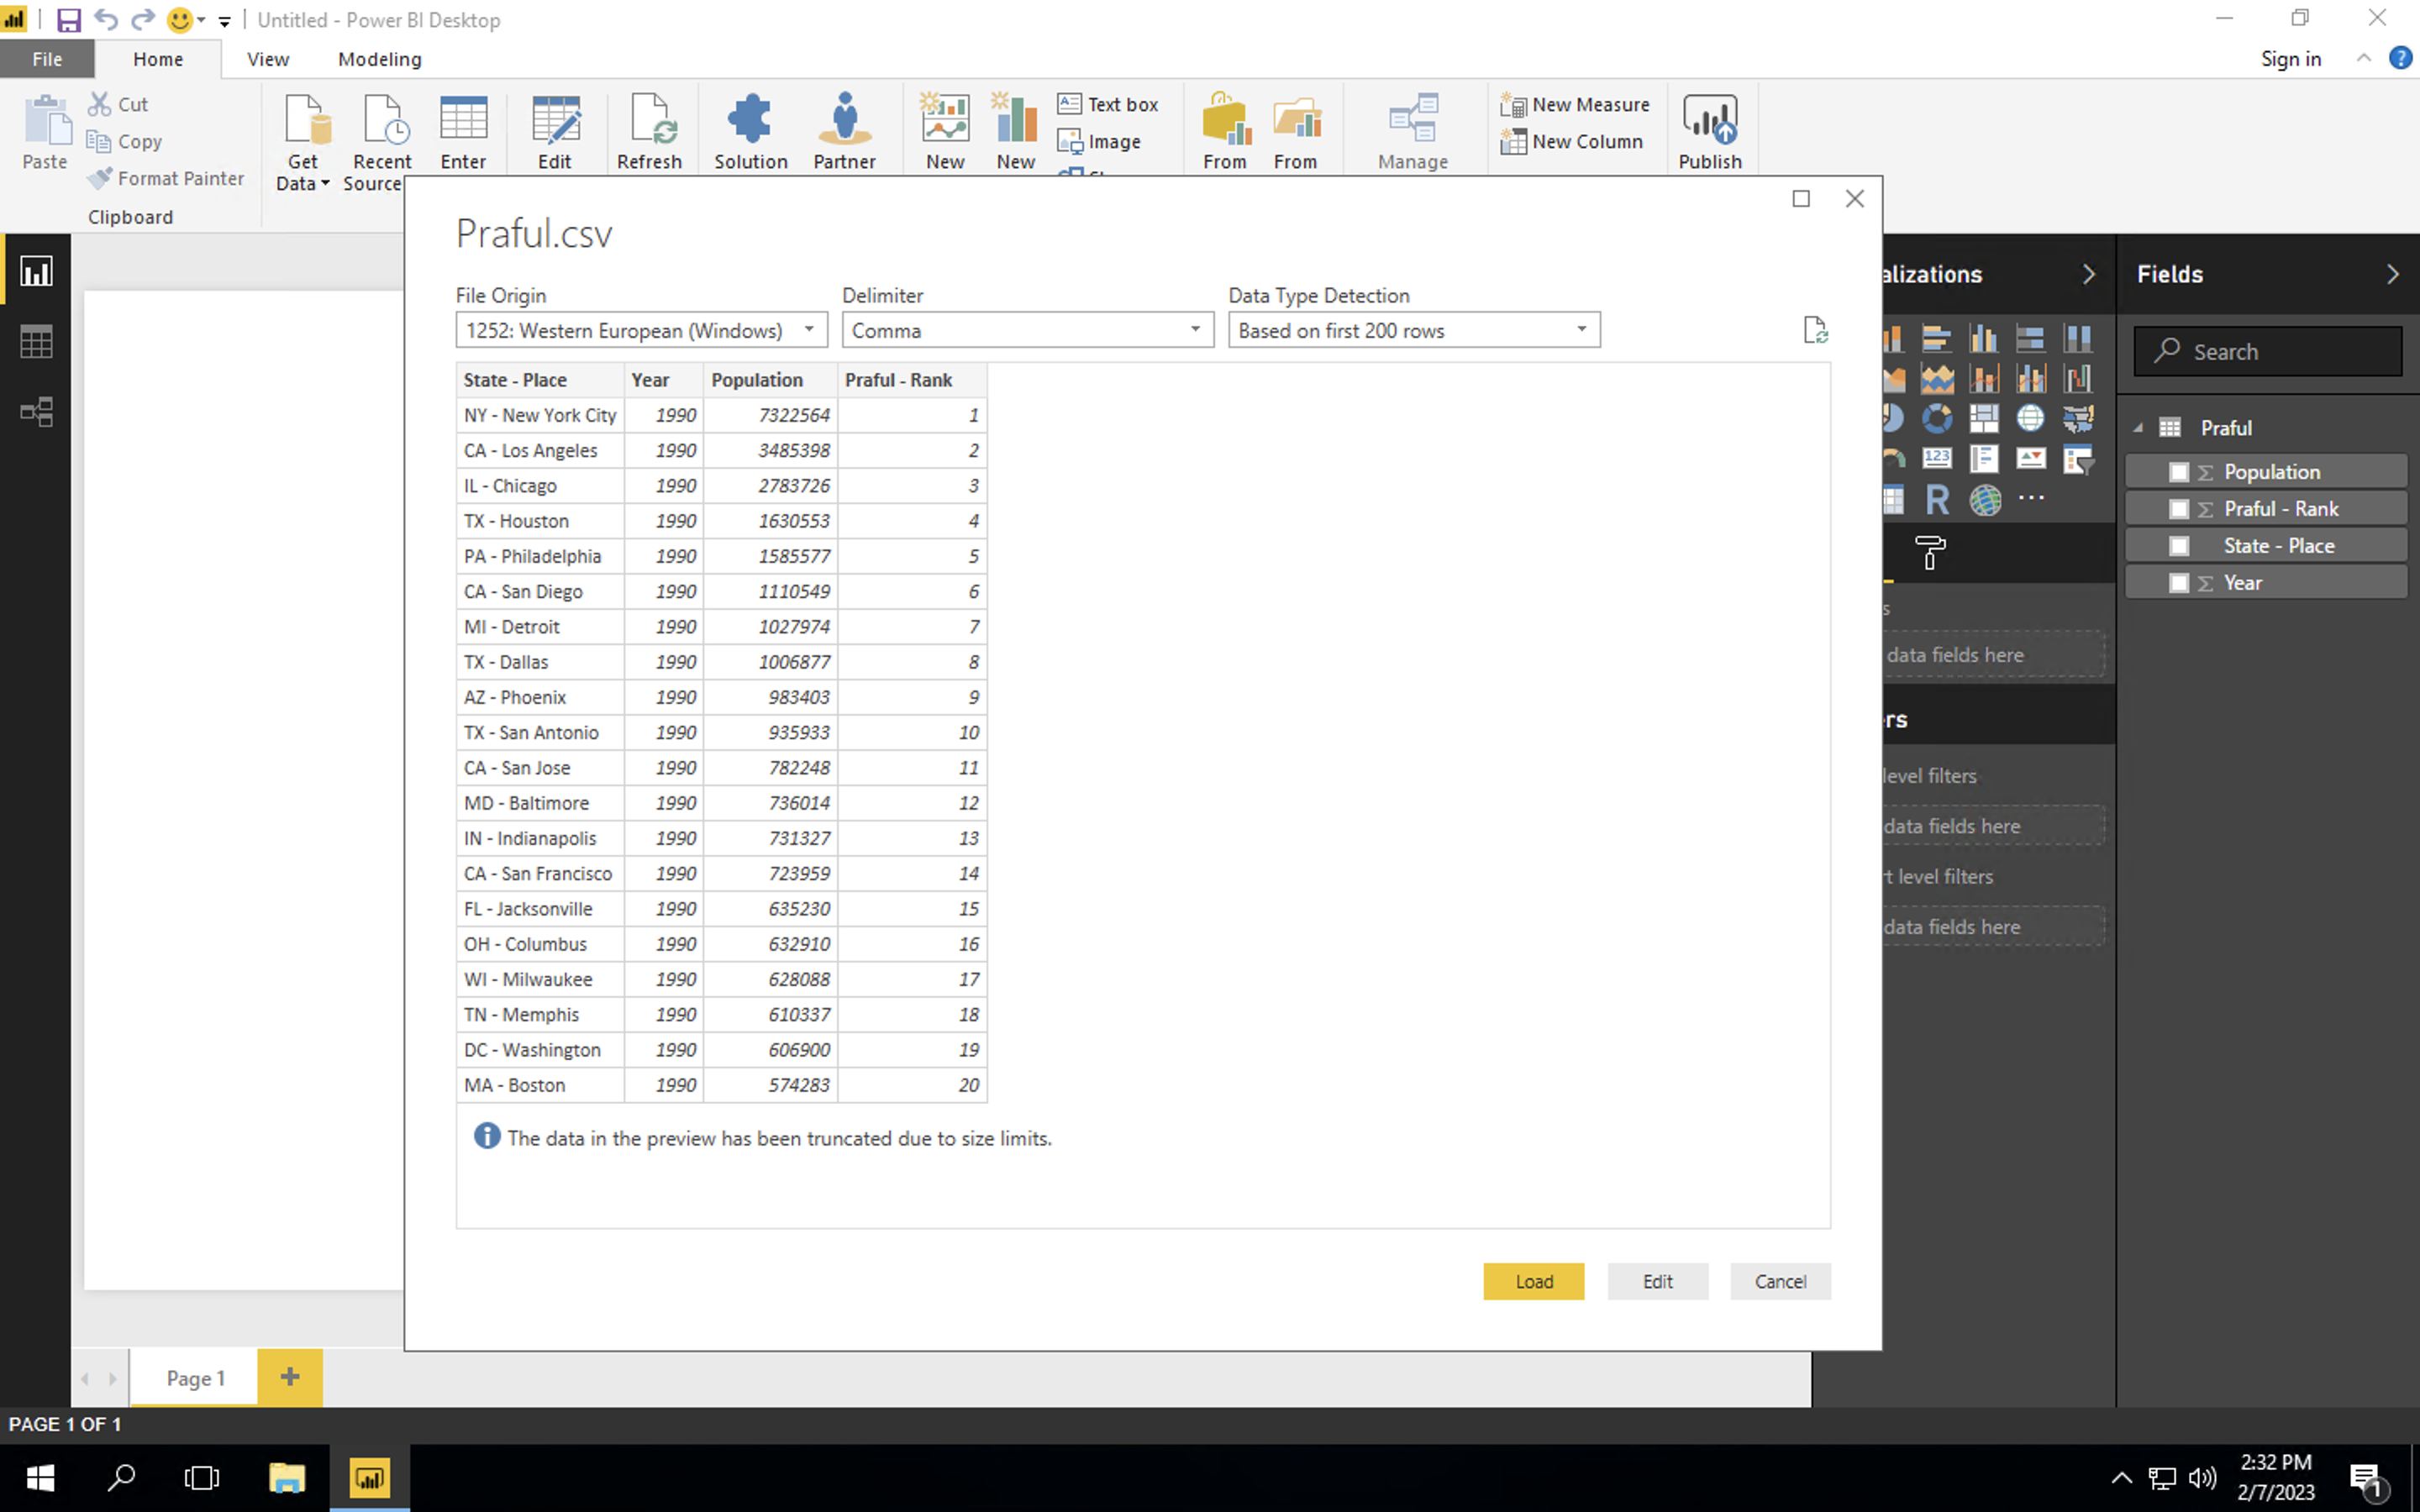 Untitled - Power BI Desktop
File Home View Modeling Sign in ?
Paste
Cut
Copy
Format Painter
Clipboard
Get Data
Recent Source
Enter
Edit
Refresh
Solution
Partner
New
New
Text box
Image
From
From
Manage
New Measure
New Column
Publish
Praful.csv
File Origin Delimiter Data Type Detection
1252: Western European (Windows) Comma Based on first 200 rows
State - Place Year Population Praful - Rank
NY - New York City 1990 7322564 1
CA - Los Angeles 1990 3485398 2
IL - Chicago 1990 2783726 3
TX - Houston 1990 1630553 4
PA - Philadelphia 1990 1585577 5
CA - San Diego 1990 1110549 6
MI - Detroit 1990 1027974 7
TX - Dallas 1990 1006877 8
AZ - Phoenix 1990 983403 9
TX - San Antonio 1990 935933 10
CA - San Jose 1990 782248 11
MD - Baltimore 1990 736014 12
IN - Indianapolis 1990 731327 13
CA - San Francisco 1990 723959 14
FL - Jacksonville 1990 635230 15
OH - Columbus 1990 632910 16
WI - Milwaukee 1990 628088 17
TN - Memphis 1990 610337 18
DC - Washington 1990 606900 19
MA - Boston 1990 574283 20
The data in the preview has been truncated due to size limits.
Load Edit Cancel
alizations
123
R
s
data fields here
rs
level filters
data fields here
t level filters
data fields here
Fields
Search
Praful
Population
Praful - Rank
State - Place
Year
Page 1 +
PAGE 1 OF 1
2:32 PM
2/7/2023
1